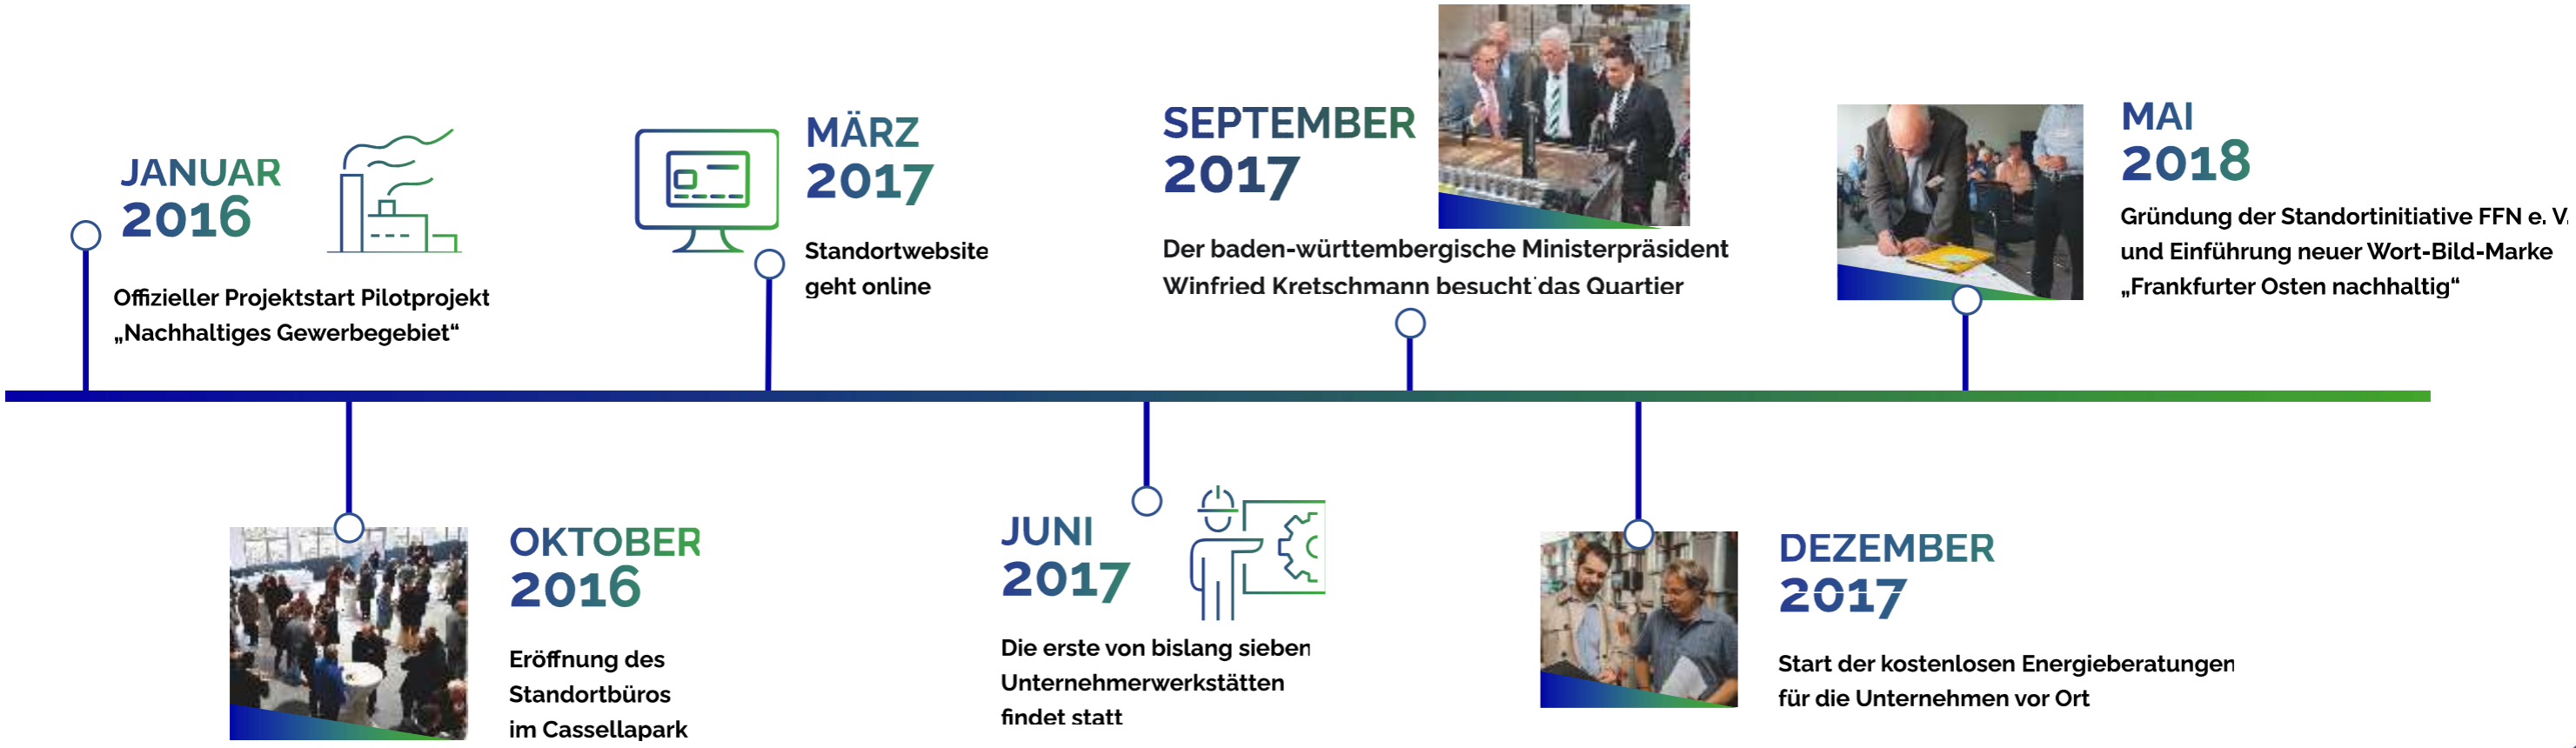 JANUAR
2016
Offizieller Projektstart Pilotprojekt
„Nachhaltiges Gewerbegebiet“
OKTOBER
2016
Eröffnung des
Standortbüros
im Cassellapark
MÄRZ
2017
Standortwebsite
geht online
JUNI
2017
Die erste von bislang sieben
Unternehmerwerkstätten
findet statt
SEPTEMBER
2017
Der baden-württembergische Ministerpräsident
Winfried Kretschmann besucht das Quartier
DEZEMBER
2017
Start der kostenlosen Energieberatungen
für die Unternehmen vor Ort
MAI
2018
Gründung der Standortinitiative FFN e. V.
und Einführung neuer Wort-Bild-Marke
„Frankfurter Osten nachhaltig“